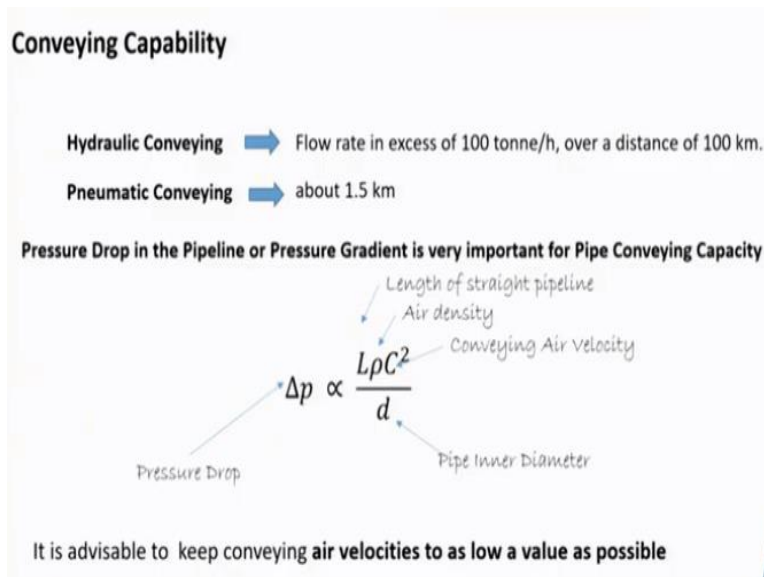 Conveying Capability
Hydraulic Conveying Flow rate in excess of 100 tonne/h, over a distance of 100 km.
Pneumatic Conveying about 1.5 km
Pressure Drop in the Pipeline or Pressure Gradient is very important for Pipe Conveying Capacity
Length of straight pipeline
Air density
Conveying Air Velocity
Δp ∝ LρC²/d
Pipe Inner Diameter
Pressure Drop
It is advisable to keep conveying air velocities to as low a value as possible